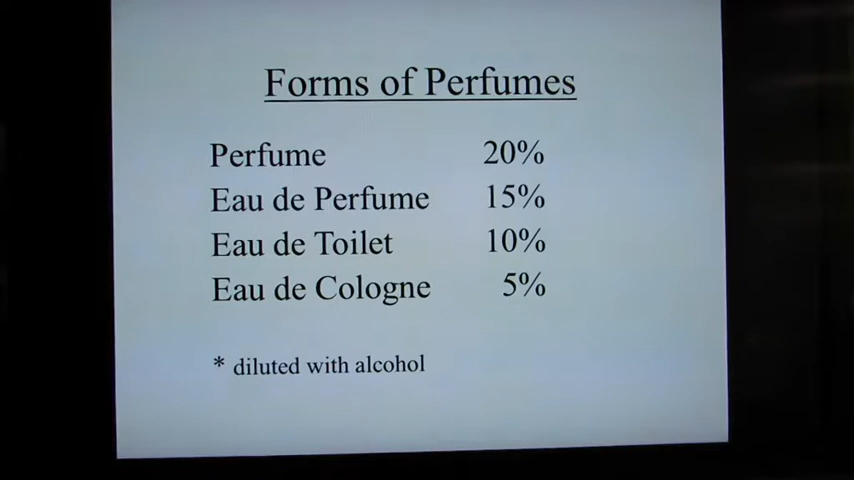 Forms of Perfumes
Perfume 20%
Eau de Perfume 15%
Eau de Toilet 10%
Eau de Cologne 5%
* diluted with alcohol